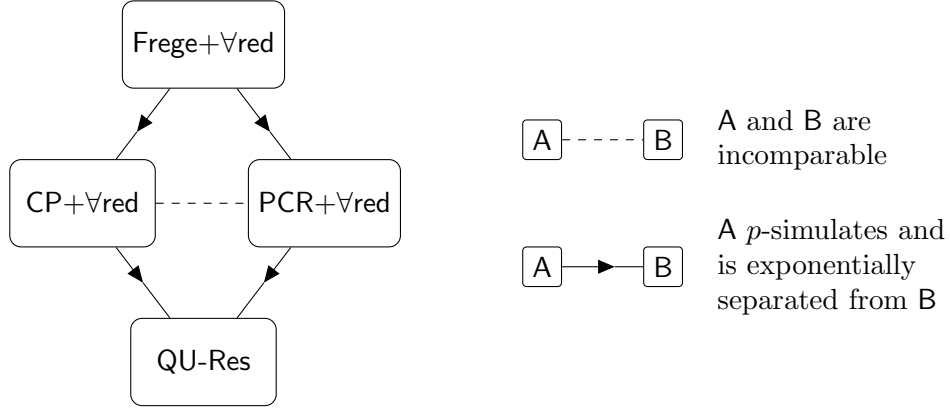 Frege+∀red
CP+∀red
PCR+∀red
QU-Res
A
B
A and B are
incomparable
A
B
A p-simulates and
is exponentially
separated from B